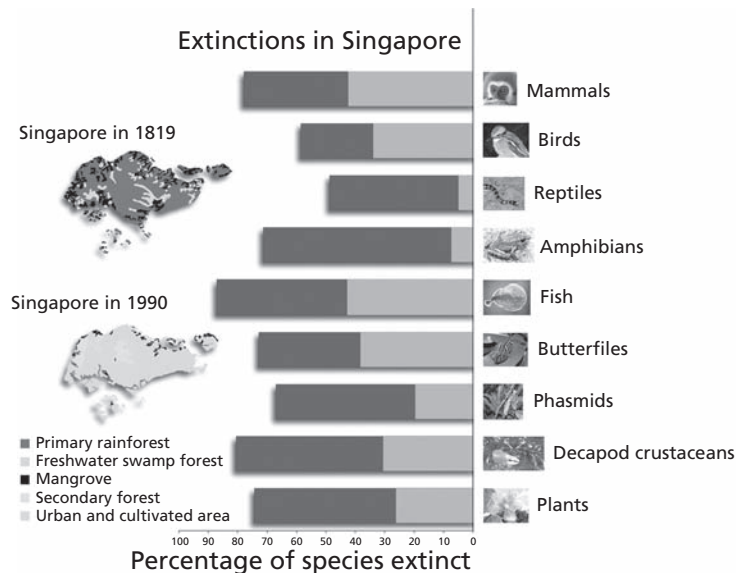 Extinctions in Singapore
Mammals
Singapore in 1819
Birds
Reptiles
Amphibians
Singapore in 1990
Fish
Butterfiles
Phasmids
Primary rainforest
Freshwater swamp forest
Mangrove
Secondary forest
Urban and cultivated area
Decapod crustaceans
Plants
100 90 80 70 60 50 40 30 20 10 0
Percentage of species extinct